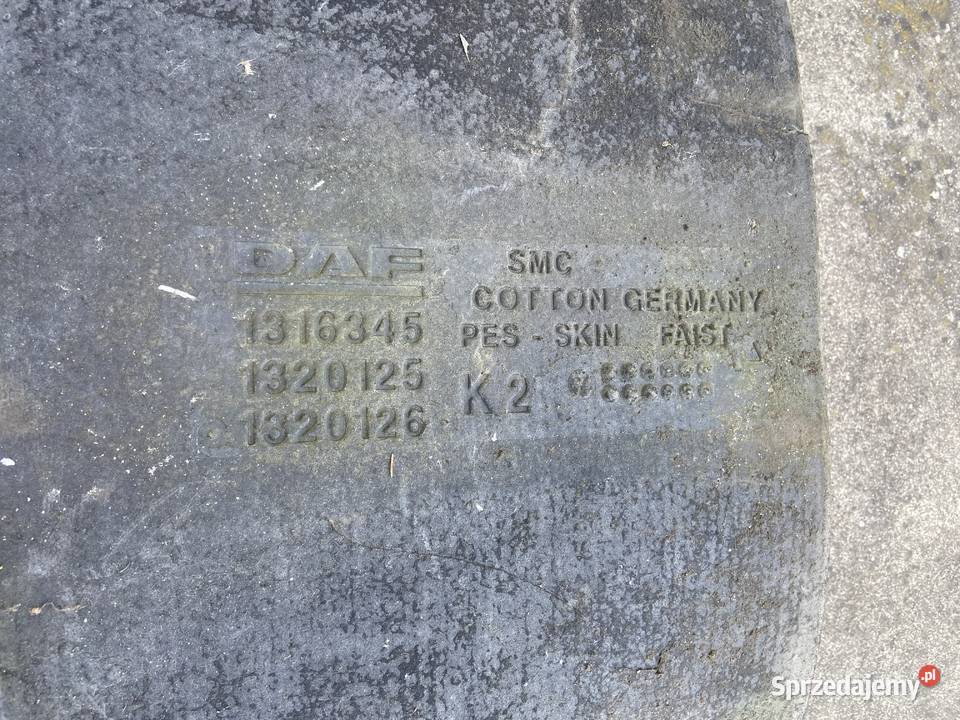 DAF
1316345
1320125
1320126
SMC
COTTON GERMANY
PES - SKIN FAIST
K2
Sprzedajemy.pl